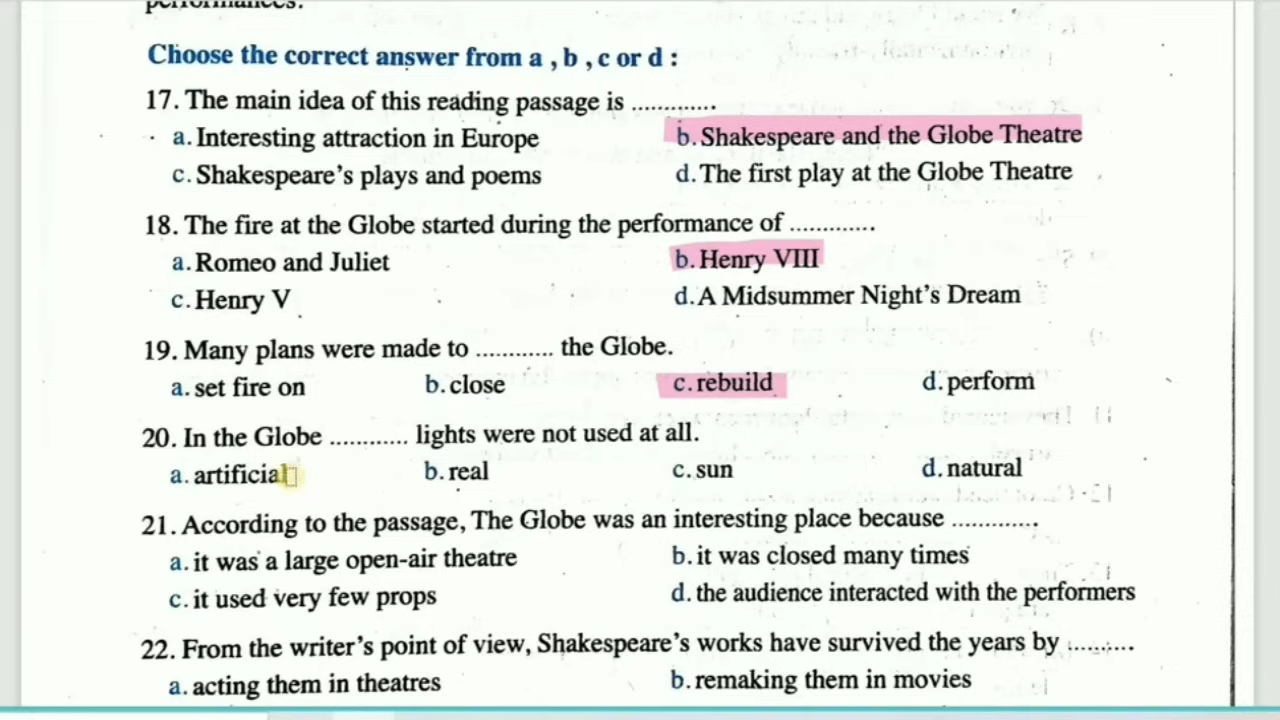 performances.
Choose the correct answer from a , b , c or d :
17. The main idea of this reading passage is ............
a. Interesting attraction in Europe b. Shakespeare and the Globe Theatre
c. Shakespeare's plays and poems d. The first play at the Globe Theatre
18. The fire at the Globe started during the performance of ............
a. Romeo and Juliet b. Henry VIII
c. Henry V d. A Midsummer Night's Dream
19. Many plans were made to ............ the Globe.
a. set fire on b. close c. rebuild d. perform
20. In the Globe ............ lights were not used at all.
a. artificial b. real c. sun d. natural
21. According to the passage, The Globe was an interesting place because ............
a. it was a large open-air theatre b. it was closed many times
c. it used very few props d. the audience interacted with the performers
22. From the writer's point of view, Shakespeare's works have survived the years by .........
a. acting them in theatres b. remaking them in movies